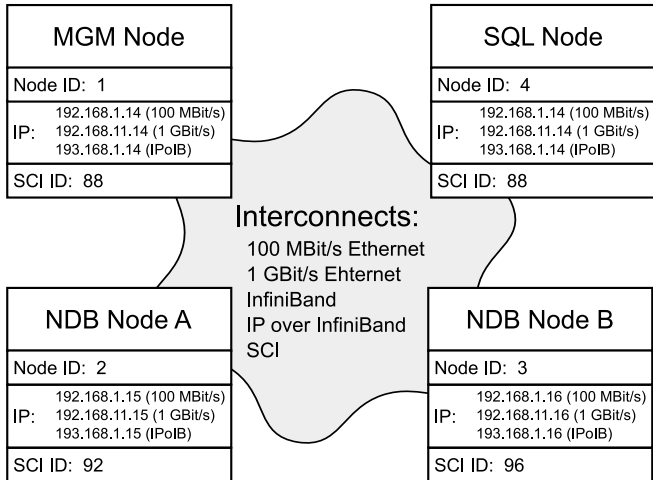 MGM Node
Node ID: 1
IP:
192.168.1.14 (100 MBit/s)
192.168.11.14 (1 GBit/s)
193.168.1.14 (IPoIB)
SCI ID: 88
SQL Node
Node ID: 4
IP:
192.168.1.14 (100 MBit/s)
192.168.11.14 (1 GBit/s)
193.168.1.14 (IPoIB)
SCI ID: 88
Interconnects:
100 MBit/s Ethernet
1 GBit/s Ehternet
InfiniBand
IP over InfiniBand
SCI
NDB Node A
Node ID: 2
IP:
192.168.1.15 (100 MBit/s)
192.168.11.15 (1 GBit/s)
193.168.1.15 (IPoIB)
SCI ID: 92
NDB Node B
Node ID: 3
IP:
192.168.1.16 (100 MBit/s)
192.168.11.16 (1 GBit/s)
193.168.1.16 (IPoIB)
SCI ID: 96